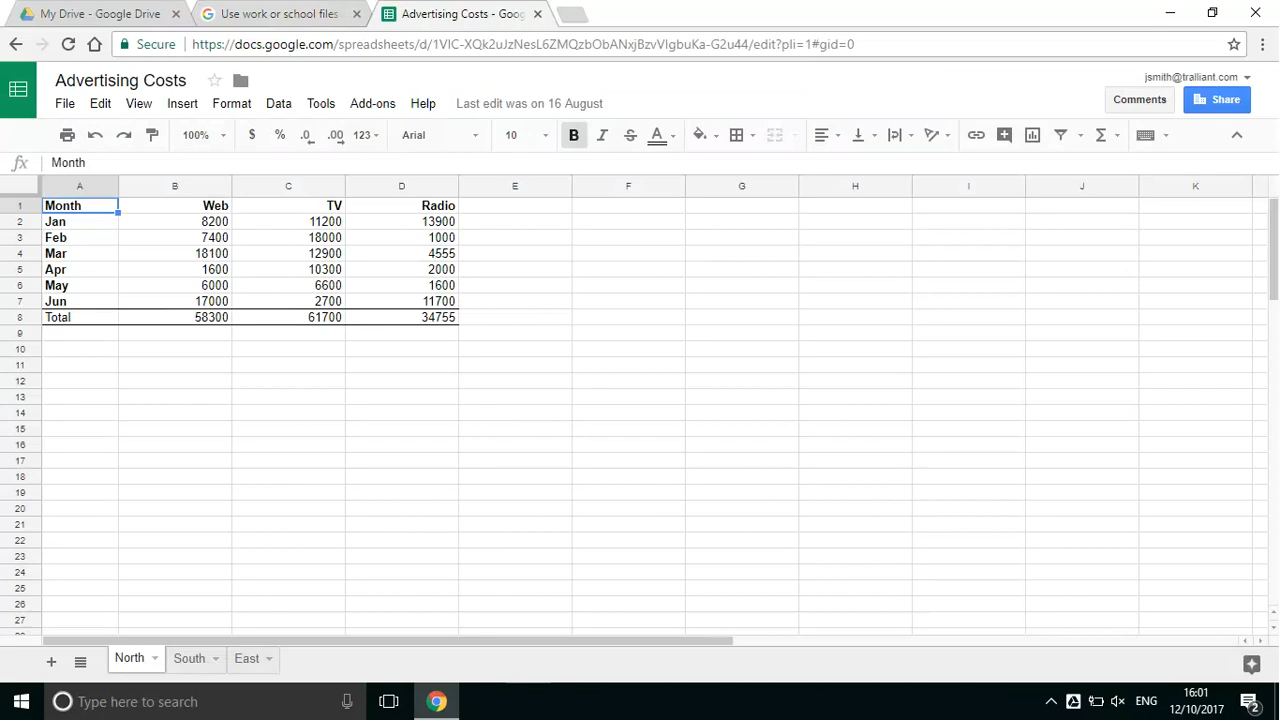 My Drive - Google Drive
Use work or school files
Advertising Costs - Goog
Secure https://docs.google.com/spreadsheets/d/1VIC-XQk2uJzNesL6ZMQzbObANxjBzvVIgbuKa-G2u44/edit?pli=1#gid=0
Advertising Costs
jsmith@tralliant.com
File Edit View Insert Format Data Tools Add-ons Help Last edit was on 16 August
Comments Share
100% $ % .0 .00 123 Arial 10 B I S A Σ
fx Month
A B C D E F G H I J K
1 Month Web TV Radio
2 Jan 8200 11200 13900
3 Feb 7400 18000 1000
4 Mar 18100 12900 4555
5 Apr 1600 10300 2000
6 May 6000 6600 1600
7 Jun 17000 2700 11700
8 Total 58300 61700 34755
9
10
11
12
13
14
15
16
17
18
19
20
21
22
23
24
25
26
27
North South East
Type here to search
ENG
16:01
12/10/2017
2